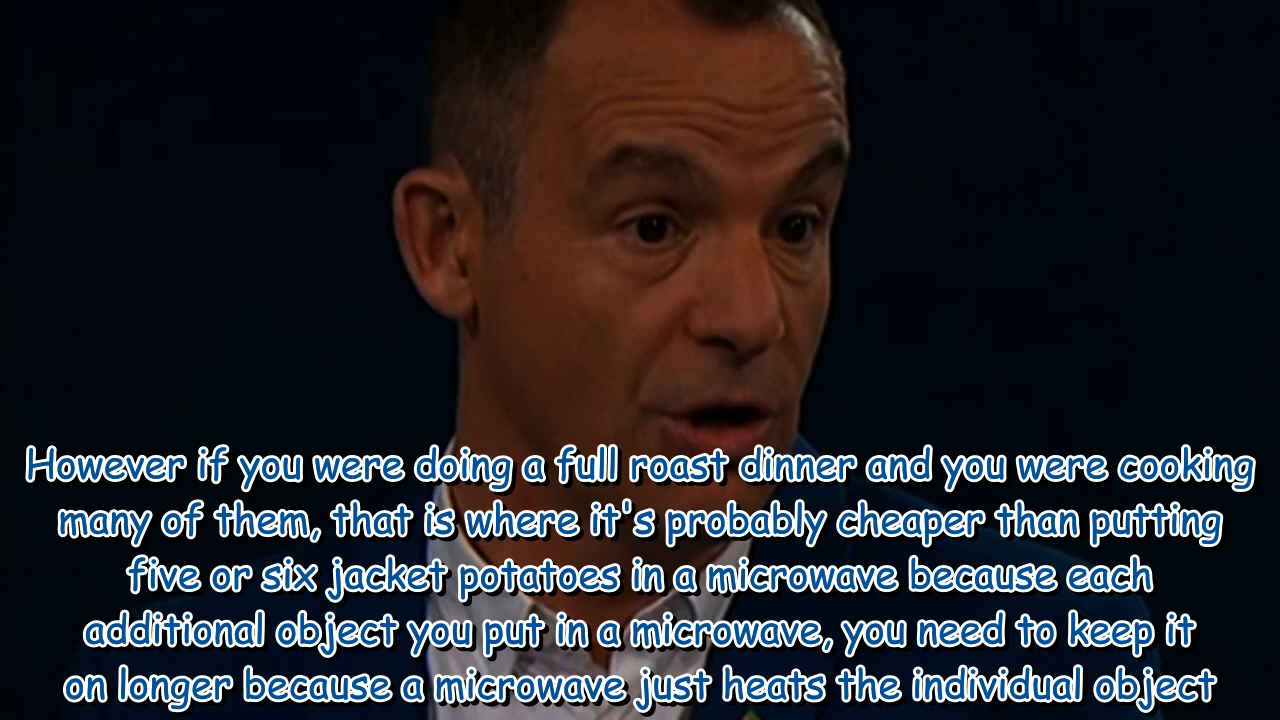 However if you were doing a full roast dinner and you were cooking
many of them, that is where it's probably cheaper than putting
five or six jacket potatoes in a microwave because each
additional object you put in a microwave, you need to keep it
on longer because a microwave just heats the individual object